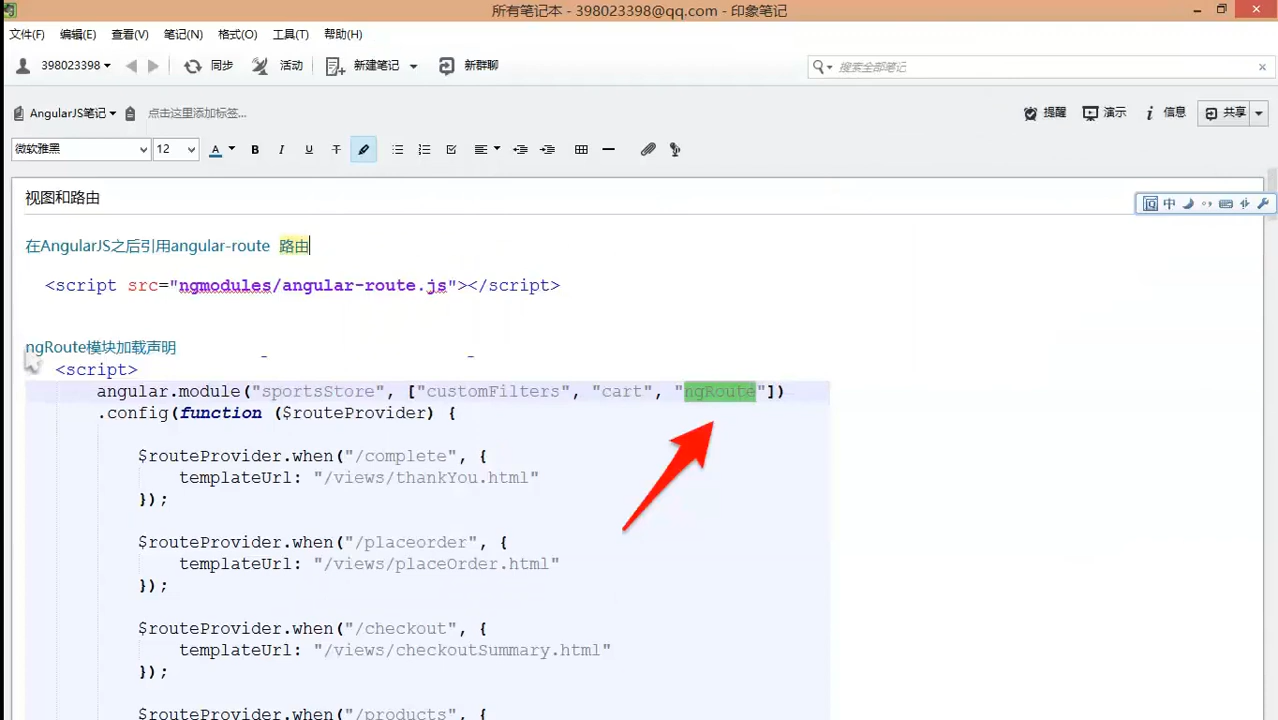 所有笔记本 - 398023398@qq.com - 印象笔记
文件(F) 编辑(E) 查看(V) 笔记(N) 格式(O) 工具(T) 帮助(H)
398023398 同步 活动 新建笔记 新群聊 搜索全部笔记
AngularJS笔记 点击这里添加标签... 提醒 演示 信息 共享
微软雅黑 12 A B I U T
视图和路由
中
在AngularJS之后引用angular-route 路由
<script src="ngmodules/angular-route.js"></script>
ngRoute模块加载声明
<script>
angular.module("sportsStore", ["customFilters", "cart", "ngRoute"])
.config(function ($routeProvider) {
$routeProvider.when("/complete", {
templateUrl: "/views/thankYou.html"
});
$routeProvider.when("/placeorder", {
templateUrl: "/views/placeOrder.html"
});
$routeProvider.when("/checkout", {
templateUrl: "/views/checkoutSummary.html"
});
$routeProvider.when("/products", {